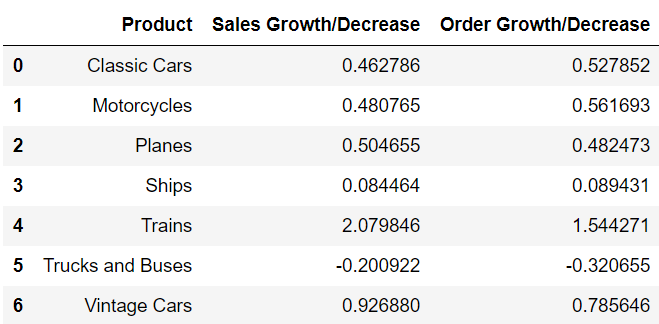 Product Sales Growth/Decrease Order Growth/Decrease
0 Classic Cars 0.462786 0.527852
1 Motorcycles 0.480765 0.561693
2 Planes 0.504655 0.482473
3 Ships 0.084464 0.089431
4 Trains 2.079846 1.544271
5 Trucks and Buses -0.200922 -0.320655
6 Vintage Cars 0.926880 0.785646